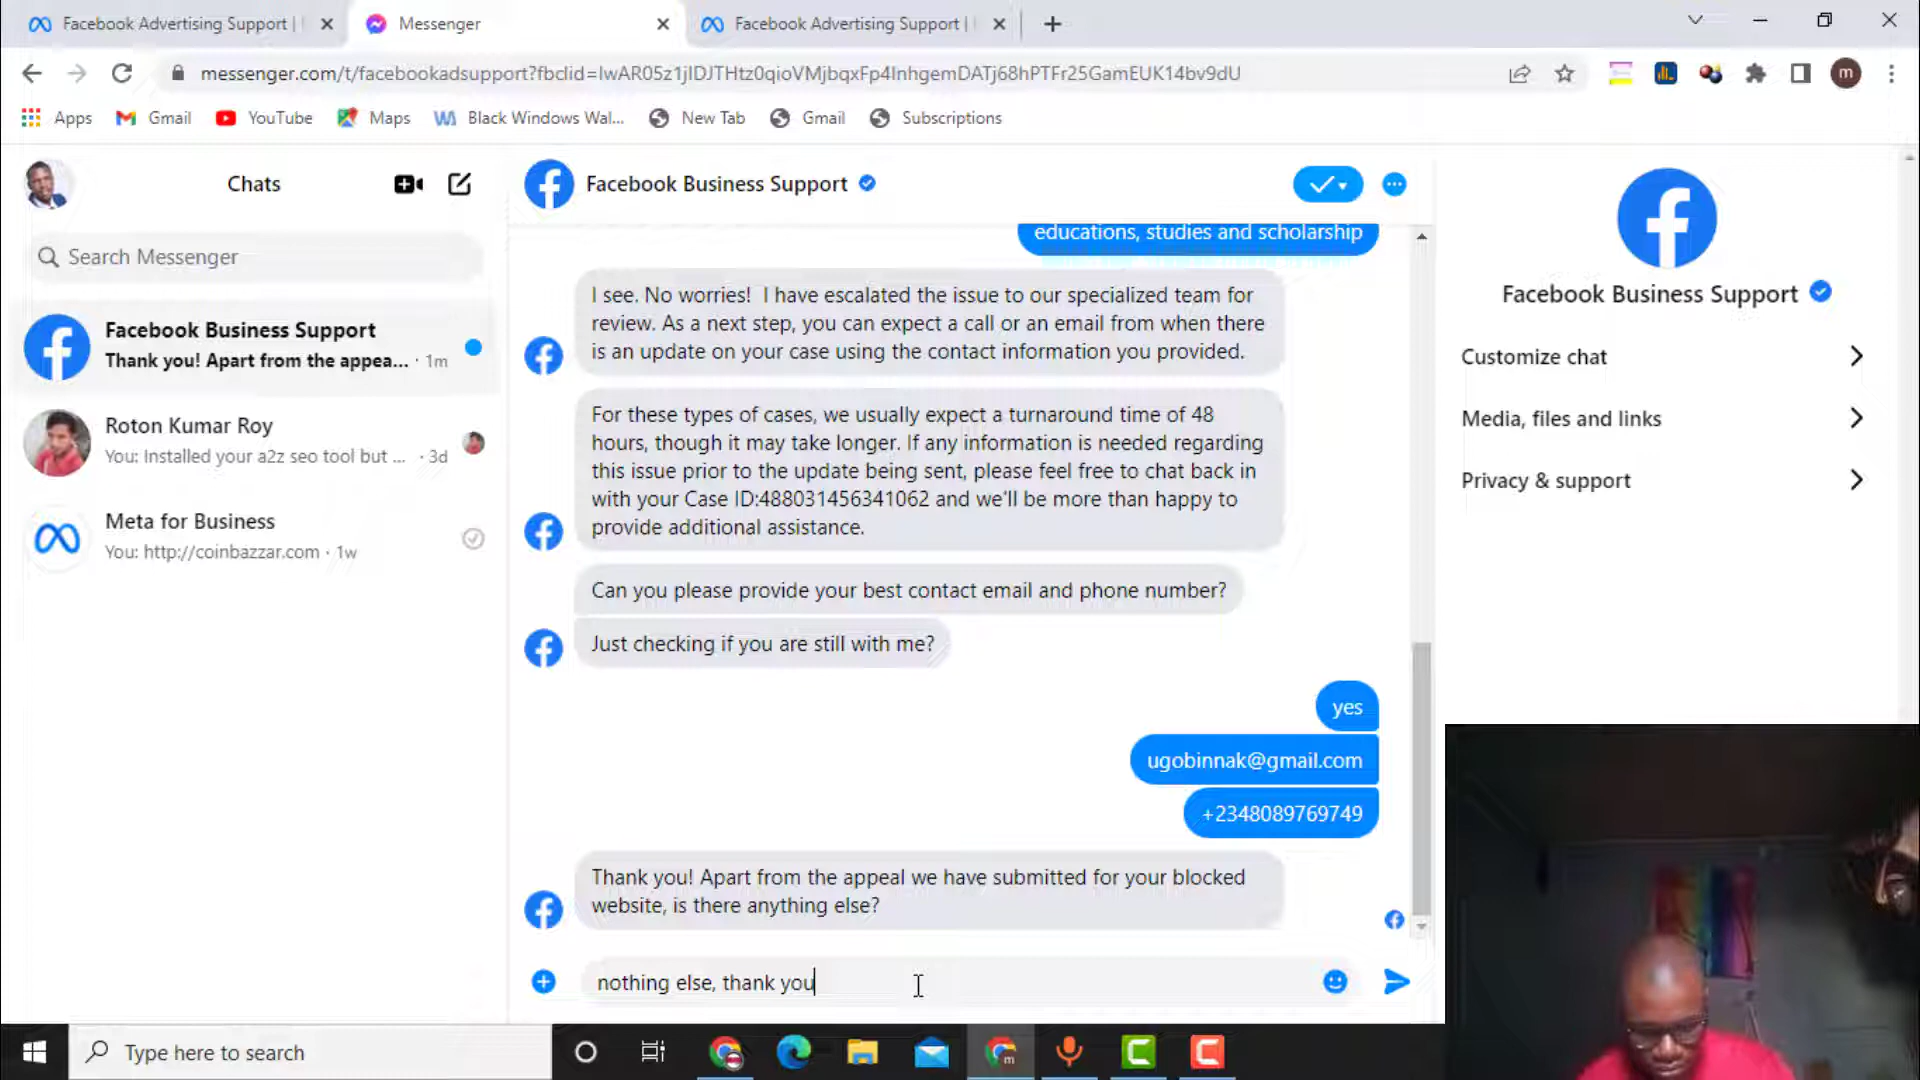 Facebook Advertising Support |
Messenger
Facebook Advertising Support |
messenger.com/t/facebookadsupport?fbclid=IwAR05z1jIDJTHtz0qioVMjbqxFp4InhgemDATj68hPTFr25GamEUK14bv9dU
m
Apps
Gmail
YouTube
Maps
Black Windows Wal...
New Tab
Gmail
Subscriptions
Chats
Search Messenger
Facebook Business Support
Thank you! Apart from the appea... · 1m
Roton Kumar Roy
You: Installed your a2z seo tool but ... · 3d
Meta for Business
You: http://coinbazzar.com · 1w
Facebook Business Support
educations, studies and scholarship
I see. No worries! I have escalated the issue to our specialized team for
review. As a next step, you can expect a call or an email from when there
is an update on your case using the contact information you provided.
For these types of cases, we usually expect a turnaround time of 48
hours, though it may take longer. If any information is needed regarding
this issue prior to the update being sent, please feel free to chat back in
with your Case ID:488031456341062 and we'll be more than happy to
provide additional assistance.
Can you please provide your best contact email and phone number?
Just checking if you are still with me?
yes
ugobinnak@gmail.com
+2348089769749
Thank you! Apart from the appeal we have submitted for your blocked
website, is there anything else?
nothing else, thank you
Facebook Business Support
Customize chat
Media, files and links
Privacy & support
Type here to search
m